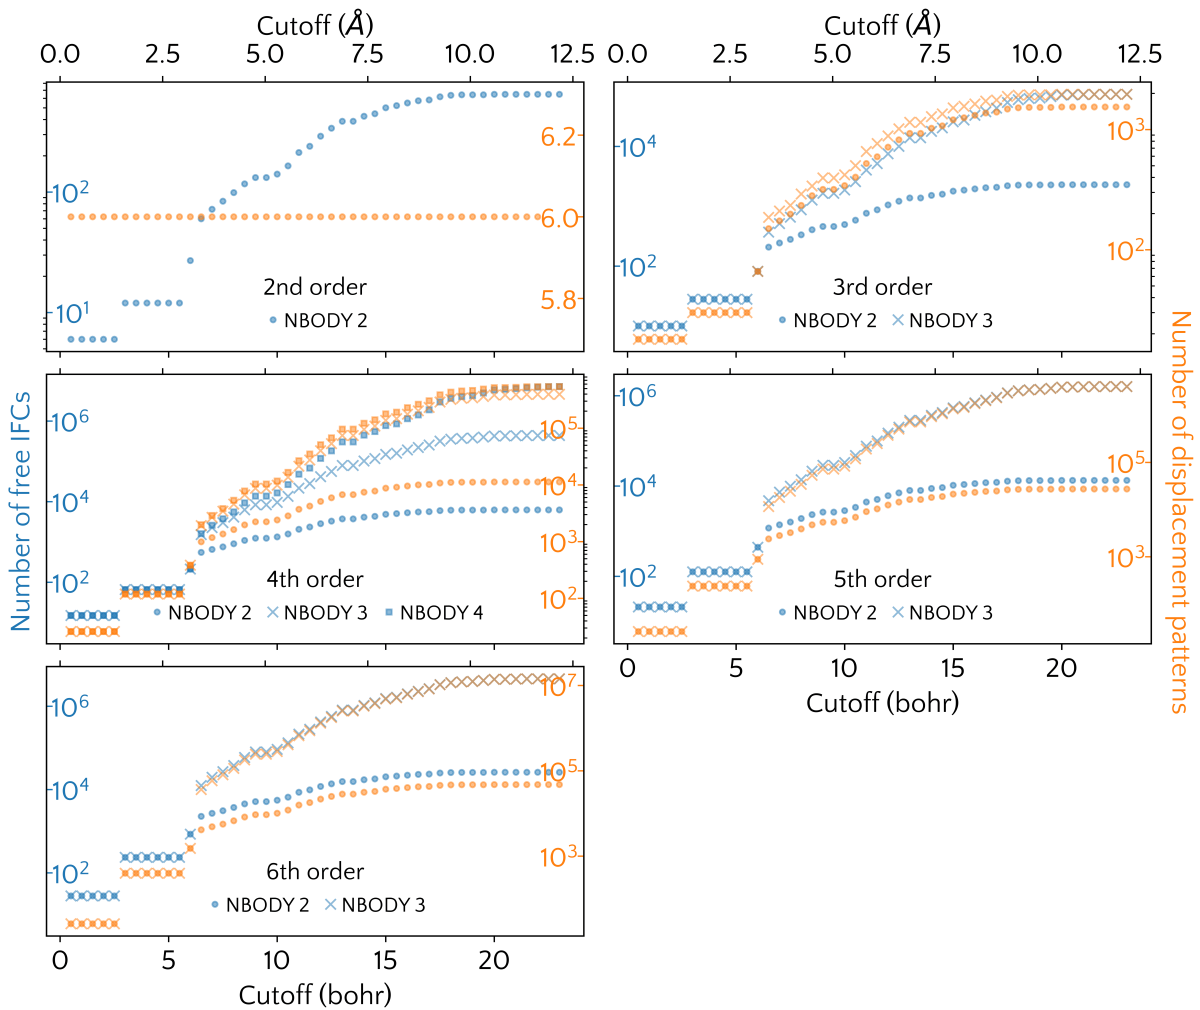 Cutoff (Å)
Cutoff (Å)
0.0 2.5 5.0 7.5 10.0 12.5
0.0 2.5 5.0 7.5 10.0 12.5
10²
10¹
6.2
6.0
5.8
2nd order
NBODY 2
10⁴
10²
10³
10²
3rd order
NBODY 2 NBODY 3
Number of free IFCs
Number of displacement patterns
10⁶
10⁴
10²
10⁵
10⁴
10³
10²
4th order
NBODY 2 NBODY 3 NBODY 4
10⁶
10⁴
10²
10⁵
10³
5th order
NBODY 2 NBODY 3
0 5 10 15 20
Cutoff (bohr)
10⁶
10⁴
10²
10⁷
10⁵
10³
6th order
NBODY 2 NBODY 3
0 5 10 15 20
Cutoff (bohr)